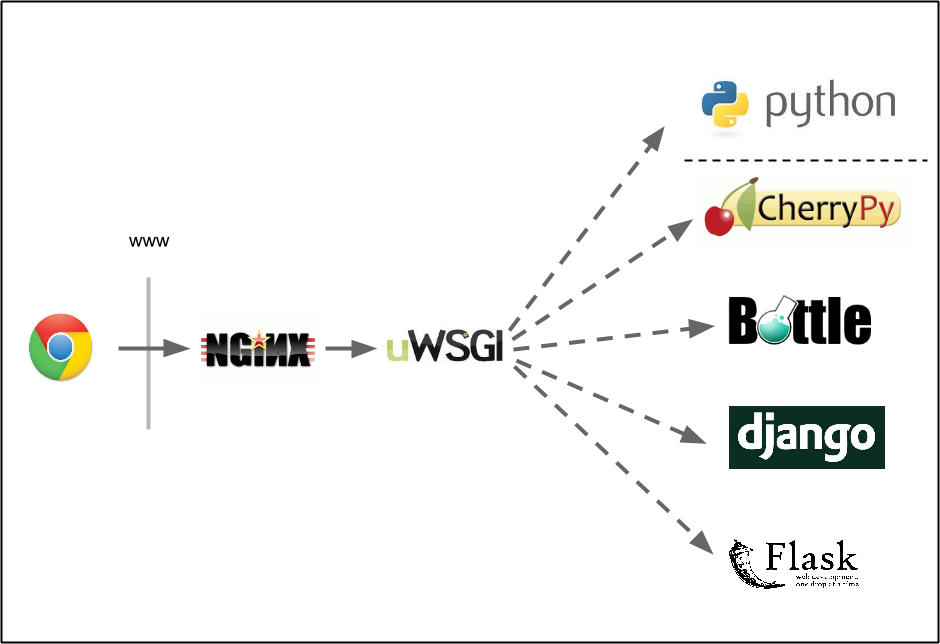 python
CherryPy
www
Bottle
NGiNX
uWSGI
django
Flask
web development,
one drop at a time